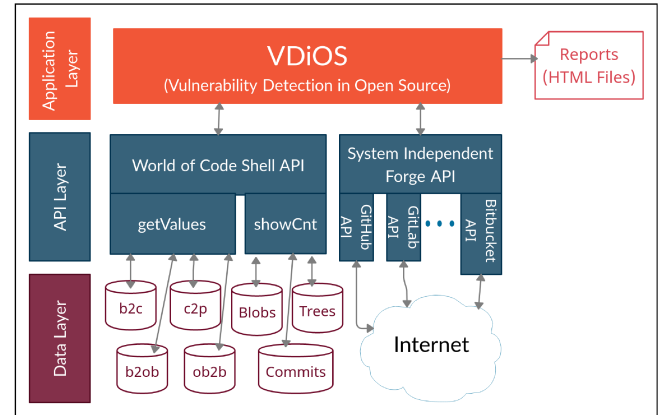 Application
Layer
VDiOS
(Vulnerability Detection in Open Source)
Reports
(HTML Files)
API Layer
World of Code Shell API
System Independent
Forge API
getValues
showCnt
GitHub
API
GitLab
API
Bitbucket
API
Data Layer
b2c
c2p
Blobs
Trees
b2ob
ob2b
Commits
Internet